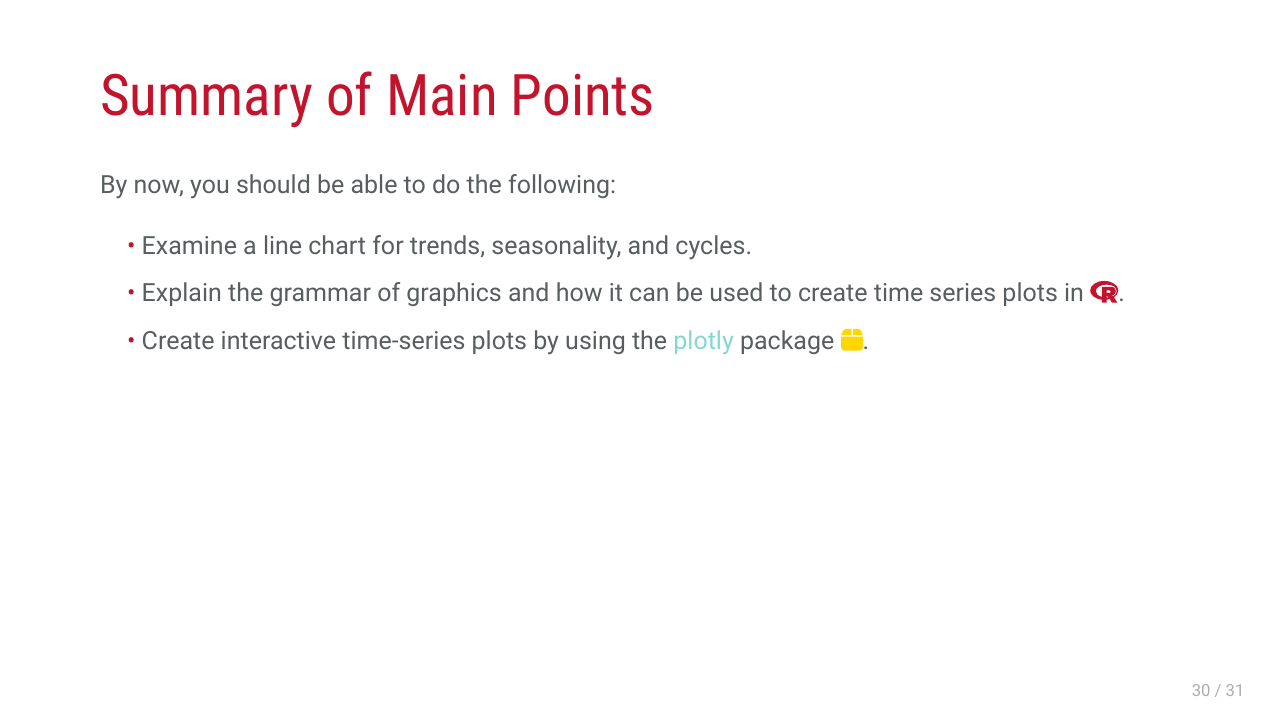 Summary of Main Points
By now, you should be able to do the following:
• Examine a line chart for trends, seasonality, and cycles.
• Explain the grammar of graphics and how it can be used to create time series plots in R.
• Create interactive time-series plots by using the plotly package .
30 / 31